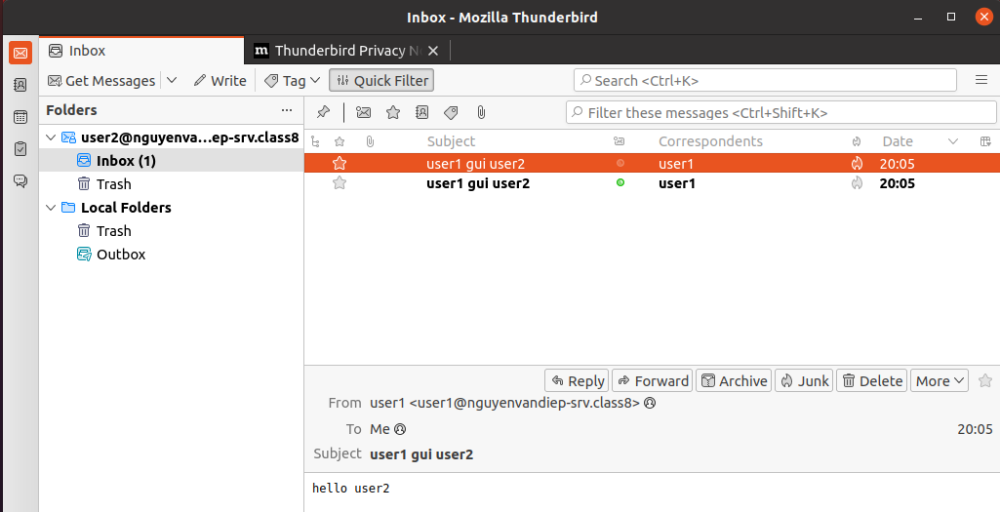 Inbox - Mozilla Thunderbird
Inbox
m Thunderbird Privacy N
Get Messages Write Tag Quick Filter Search <Ctrl+K>
Folders ... Filter these messages <Ctrl+Shift+K>
user2@nguyenva...ep-srv.class8 Subject Correspondents Date
Inbox (1) user1 gui user2 user1 20:05
Trash user1 gui user2 user1 20:05
Local Folders
Trash
Outbox
Reply Forward Archive Junk Delete More
From user1 <user1@nguyenvandiep-srv.class8>
To Me 20:05
Subject user1 gui user2
hello user2